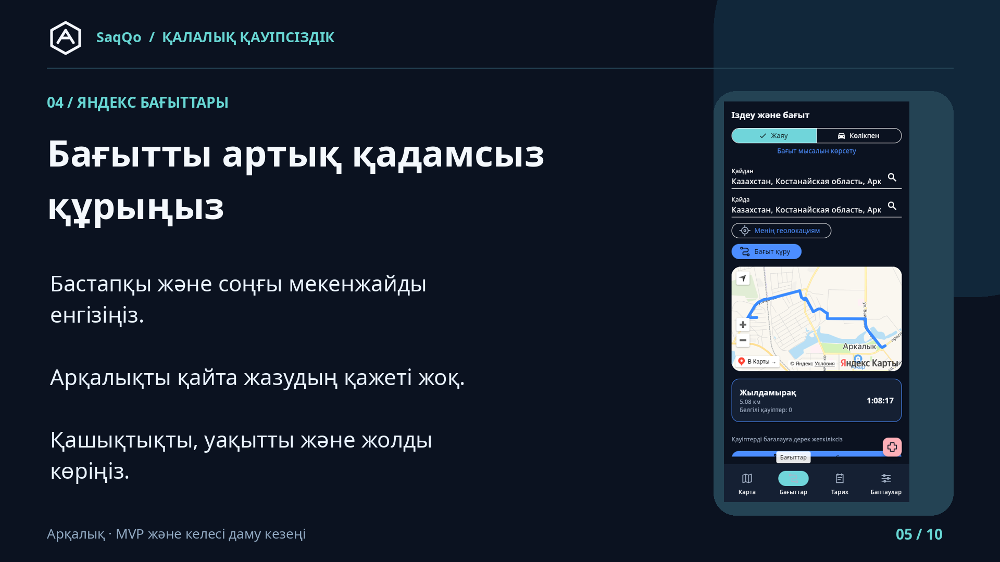 SaqQo / ҚАЛАЛЫҚ ҚАУІПСІЗДІК
04 / ЯНДЕКС БАҒЫТТАРЫ
Бағытты артық қадамсыз
құрыңыз
Бастапқы және соңғы мекенжайды
енгізіңіз.
Арқалықты қайта жазудың қажеті жоқ.
Қашықтықты, уақытты және жолды
көріңіз.
Іздеу және бағыт
Жаяу
Көлікпен
Бағыт мысалын көрсету
Қайдан
Казахстан, Костанайская область, Арк
Қайда
Казахстан, Костанайская область, Арк
Менің геолокациям
Бағыт құру
Аркалык
В Карты →
© Яндекс Условия
Яндекс Карты
Жылдамырақ
5.08 км
Белгілі қауіптер: 0
1:08:17
Қауіптерді бағалауға дерек жеткіліксіз
Бағыттар
Карта
Бағыттар
Тарих
Баптаулар
Арқалық · MVP және келесі даму кезеңі
05 / 10